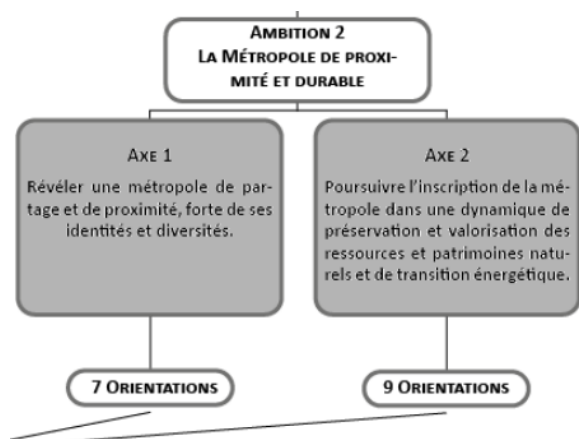 AMBITION 2
LA MÉTROPOLE DE PROXI-
MITÉ ET DURABLE
AXE 1
Révéler une métropole de par-
tage et de proximité, forte de ses
identités et diversités.
AXE 2
Poursuivre l'inscription de la mé-
tropole dans une dynamique de
préservation et valorisation des
ressources et patrimoines natu-
rels et de transition énergétique.
7 ORIENTATIONS
9 ORIENTATIONS